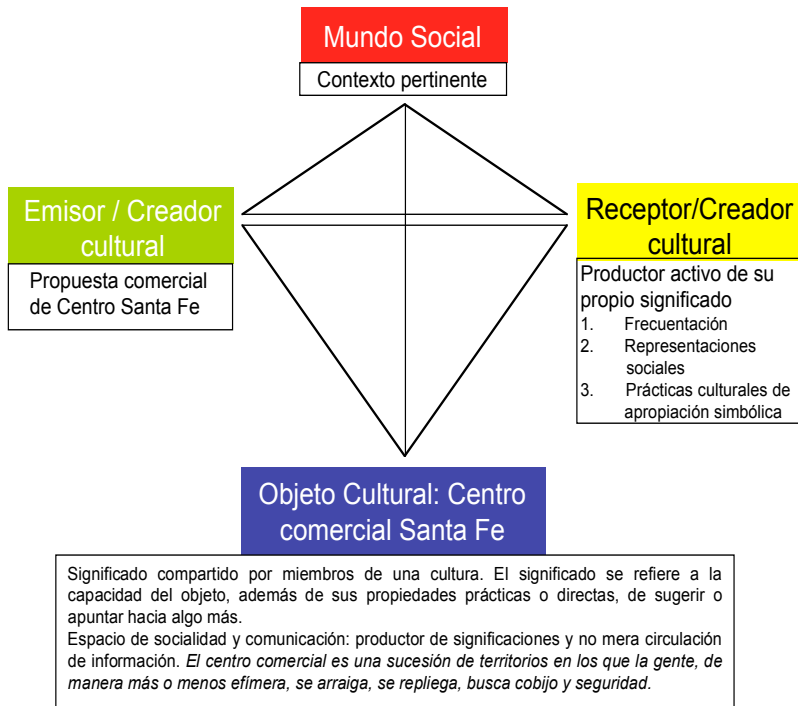 Mundo Social
Contexto pertinente
Emisor / Creador
cultural
Propuesta comercial
de Centro Santa Fe
Receptor/Creador
cultural
Productor activo de su
propio significado
1. Frecuentación
2. Representaciones
sociales
3. Prácticas culturales de
apropiación simbólica
Objeto Cultural: Centro
comercial Santa Fe
Significado compartido por miembros de una cultura. El significado se refiere a la
capacidad del objeto, además de sus propiedades prácticas o directas, de sugerir o
apuntar hacia algo más.
Espacio de socialidad y comunicación: productor de significaciones y no mera circulación
de información. El centro comercial es una sucesión de territorios en los que la gente, de
manera más o menos efímera, se arraiga, se repliega, busca cobijo y seguridad.